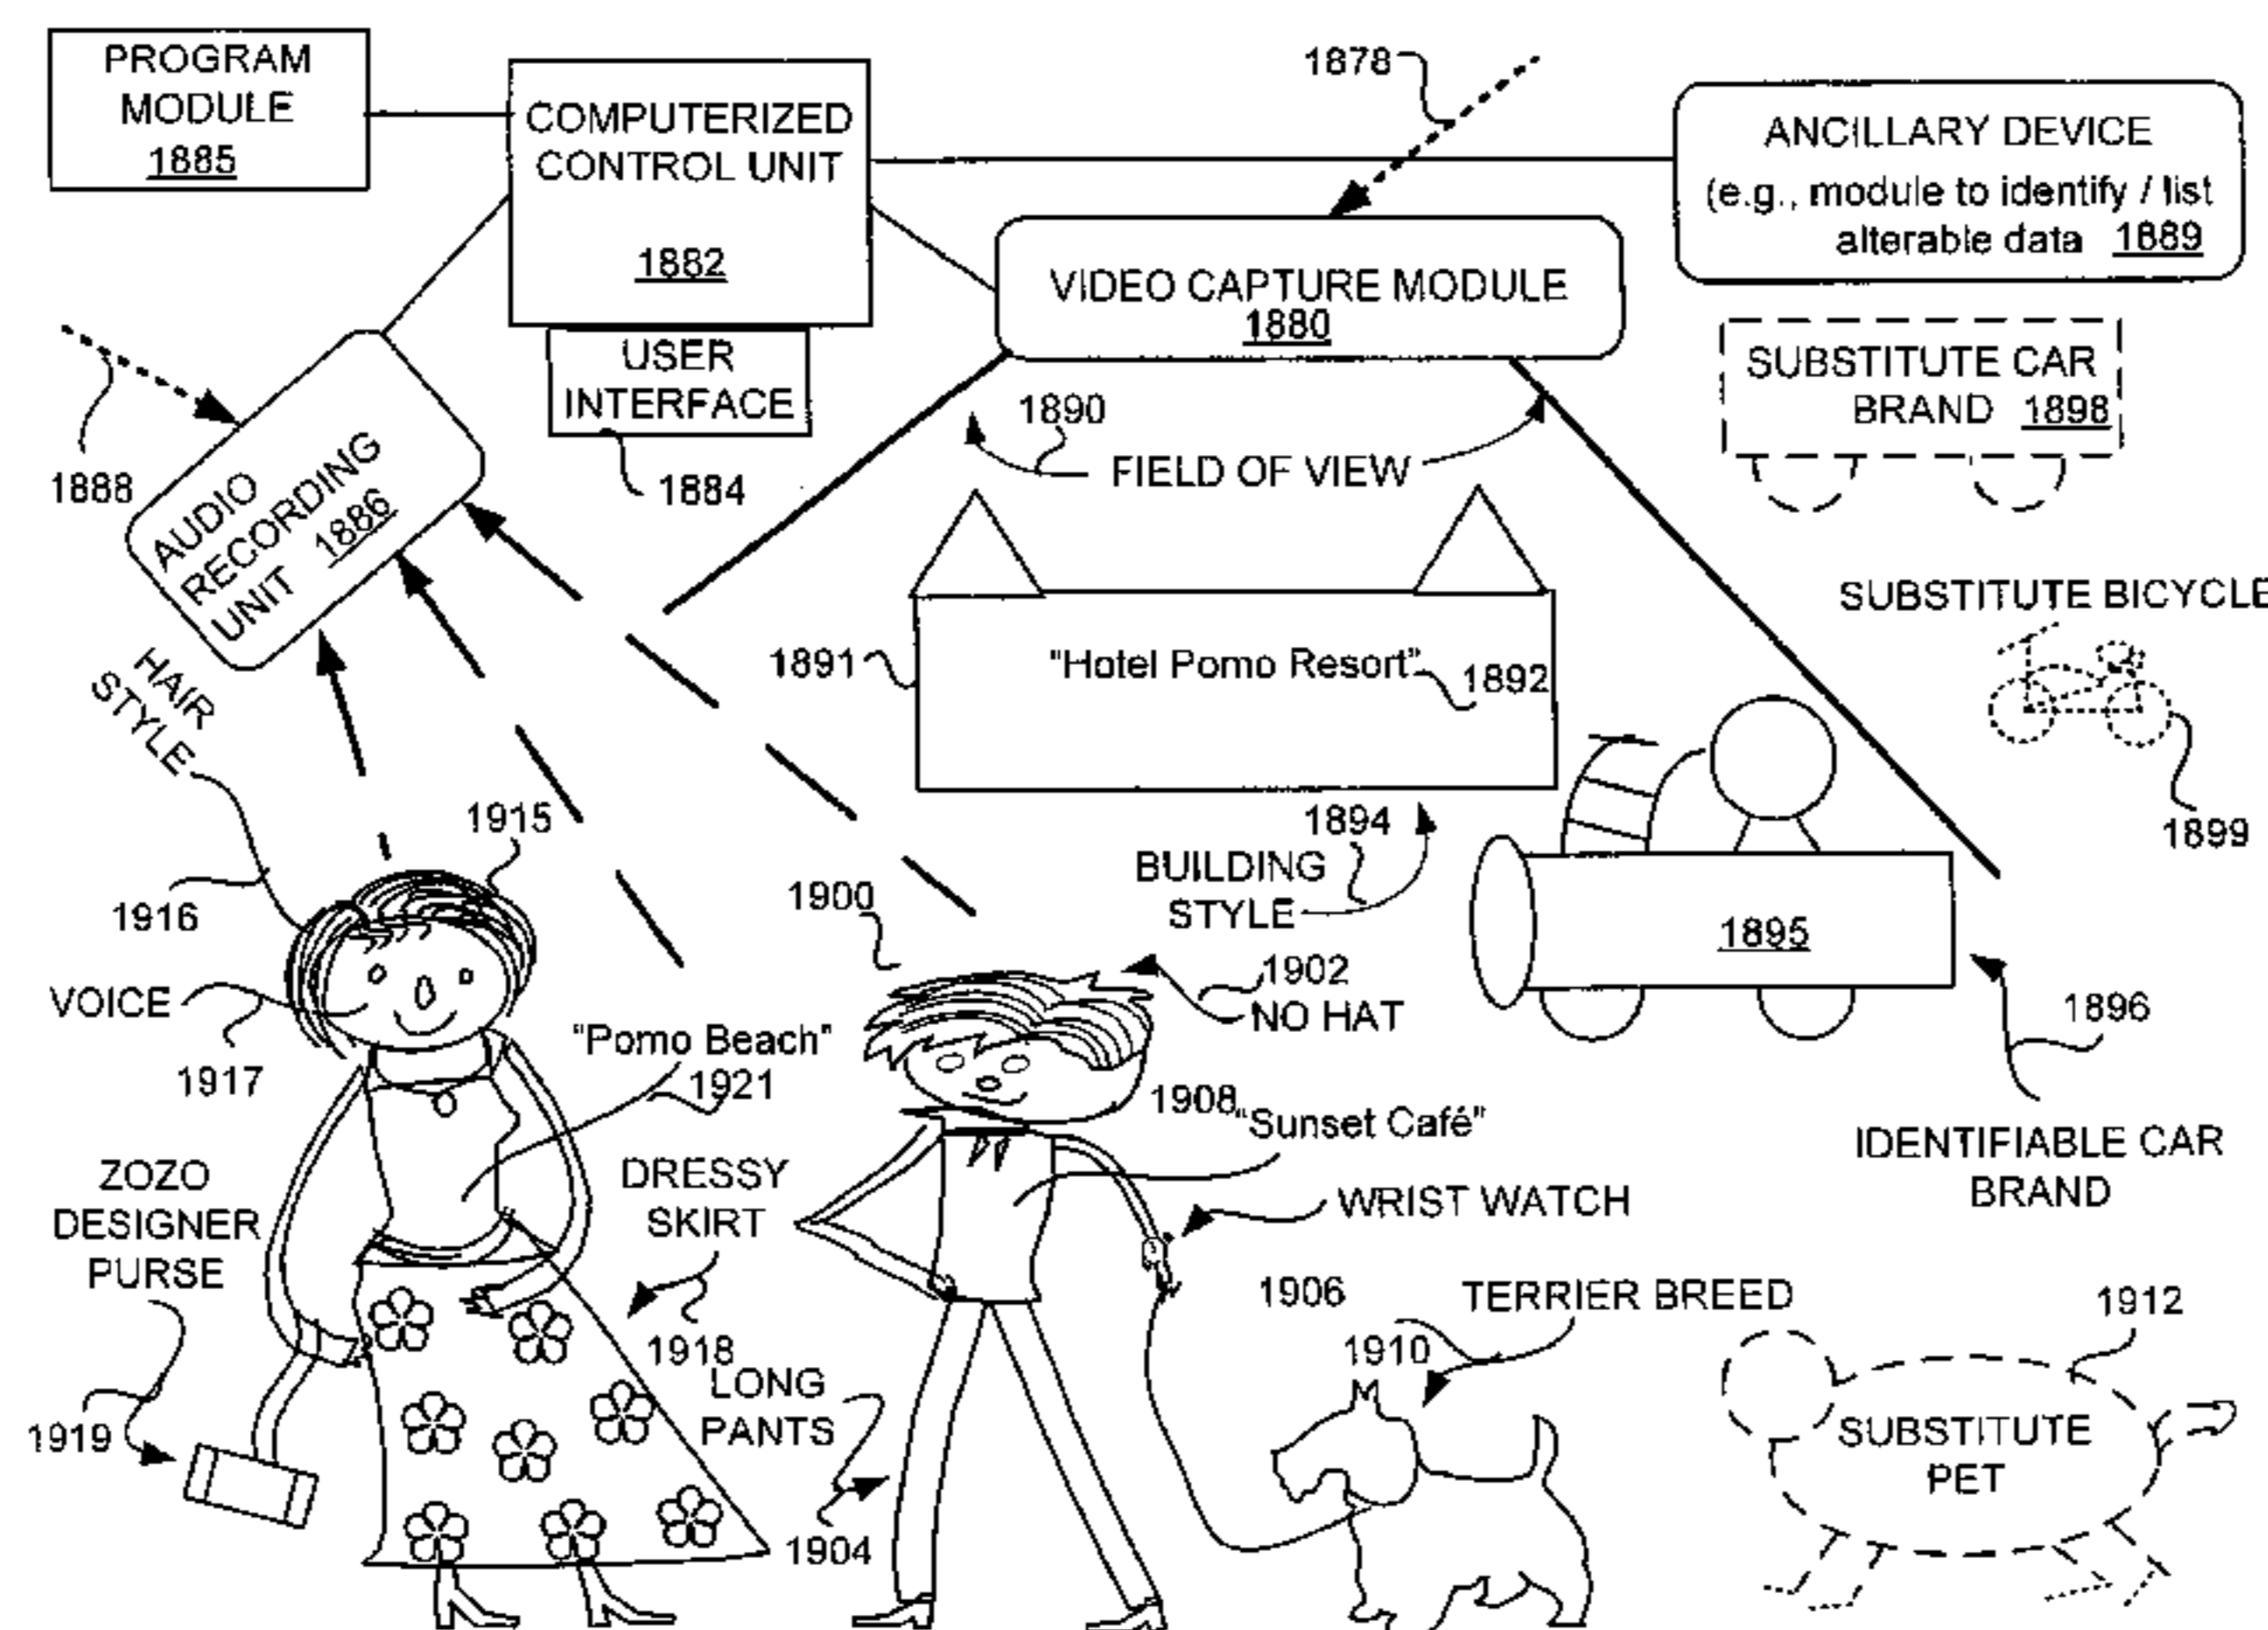 PROGRAM
MODULE
1885
COMPUTERIZED
CONTROL UNIT
1882
1878
ANCILLARY DEVICE
(e.g., module to identify / list
alterable data 1889
VIDEO CAPTURE MODULE
1880
USER
INTERFACE
1884
1888
AUDIO
RECORDING
UNIT 1886
1890
FIELD OF VIEW
SUBSTITUTE CAR
BRAND 1898
SUBSTITUTE BICYCLE
1899
1891
"Hotel Pomo Resort"
1892
HAIR
STYLE
1915
1916
VOICE
1917
1894
BUILDING
STYLE
1900
1902
NO HAT
1895
1896
IDENTIFIABLE CAR
BRAND
"Pomo Beach"
1921
1908
"Sunset Café"
ZOZO
DESIGNER
PURSE
1919
DRESSY
SKIRT
1918
WRIST WATCH
1906
LONG
PANTS
1904
TERRIER BREED
1910
1912
SUBSTITUTE
PET